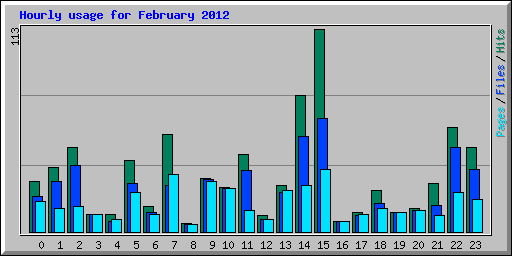 Hourly usage for February 2012
113
Pages/Files/Hits
0 1 2 3 4 5 6 7 8 9 10 11 12 13 14 15 16 17 18 19 20 21 22 23